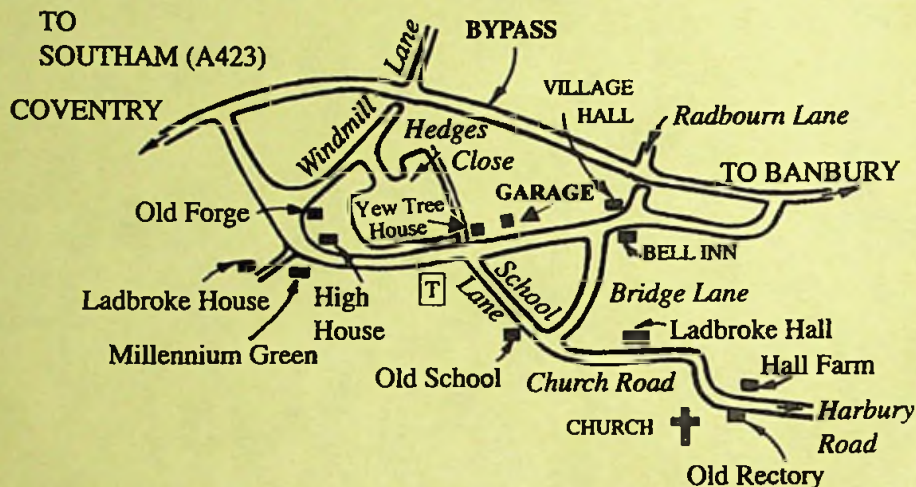 TO
SOUTHAM (A423)
COVENTRY
Lane
Windmill
BYPASS
VILLAGE
HALL
Radbourn Lane
Hedges
Close
TO BANBURY
GARAGE
Old Forge
Yew Tree
House
BELL INN
Ladbroke House
High
House
T
School
Lane
Bridge Lane
Millennium Green
Ladbroke Hall
Old School
Church Road
Hall Farm
CHURCH
Harbury
Road
Old Rectory